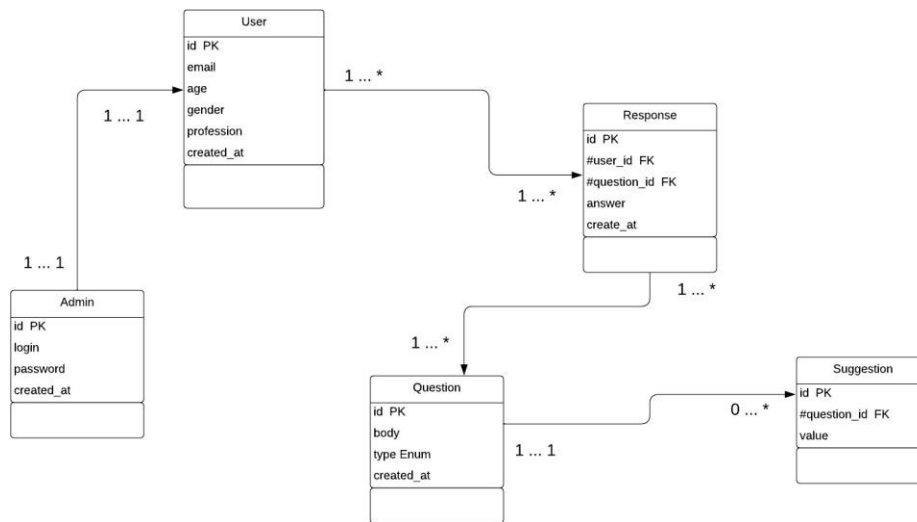 User
id PK
email
age
gender
profession
created_at
1 ... *
1 ... 1
Response
id PK
#user_id FK
#question_id FK
answer
create_at
1 ... *
1 ... 1
Admin
id PK
login
password
created_at
1 ... *
1 ... *
Question
id PK
body
type Enum
created_at
1 ... 1
Suggestion
id PK
#question_id FK
value
0 ... *